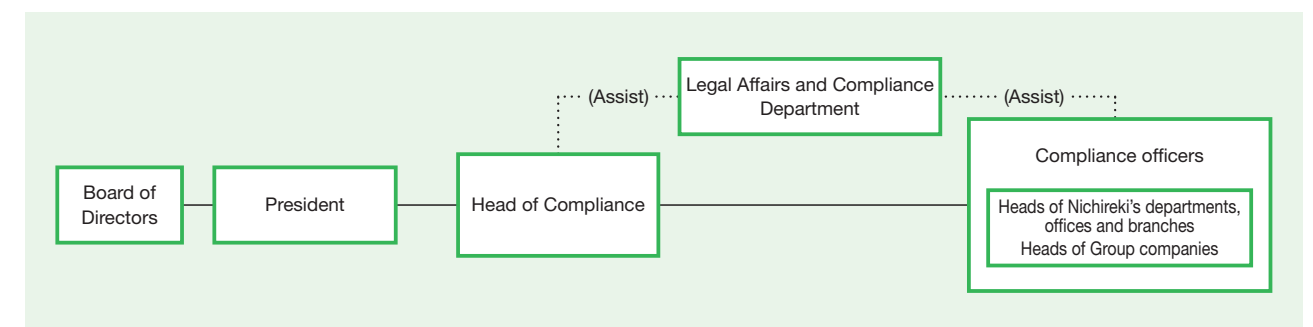 Board of
Directors
President
Head of Compliance
(Assist)
Legal Affairs and Compliance
Department
(Assist)
Compliance officers
Heads of Nichireki's departments,
offices and branches
Heads of Group companies